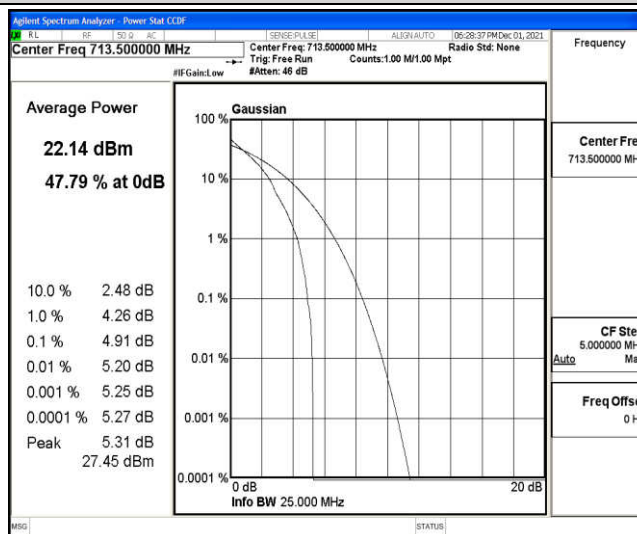 Agilent Spectrum Analyzer - Power Stat CCDF
RL RF 50 Ω AC SENSE:PULSE ALIGN AUTO 06:28:37 PM Dec 01, 2021
Center Freq 713.500000 MHz
Center Freq: 713.500000 MHz Radio Std: None
Trig: Free Run Counts:1.00 M/1.00 Mpt
#IFGain:Low #Atten: 46 dB
Frequency
Average Power
22.14 dBm
47.79 % at 0dB
10.0 % 2.48 dB
1.0 % 4.26 dB
0.1 % 4.91 dB
0.01 % 5.20 dB
0.001 % 5.25 dB
0.0001 % 5.27 dB
Peak 5.31 dB
27.45 dBm
Gaussian
100 %
10 %
1 %
0.1 %
0.01 %
0.001 %
0.0001 %
0 dB 20 dB
Info BW 25.000 MHz
Center Fre
713.500000 MH
CF Ste
5.000000 MH
Auto Ma
Freq Offse
0 H
MSG STATUS